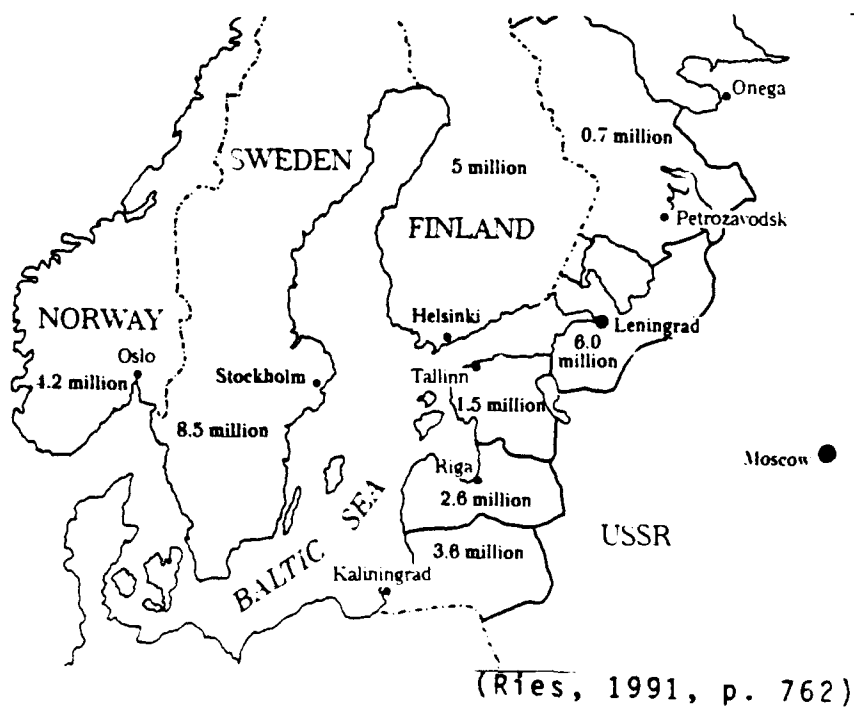 Onega
0.7 million
SWEDEN
5 million
Petrozavodsk
FINLAND
NORWAY
Helsinki
Leningrad
6.0
million
Oslo
Tallinn
4.2 million
Stockholm
1.5 million
8.5 million
Moscow
Riga
2.6 million
BALTIC SEA
USSR
3.6 million
Kaliningrad
(Ries, 1991, p. 762)